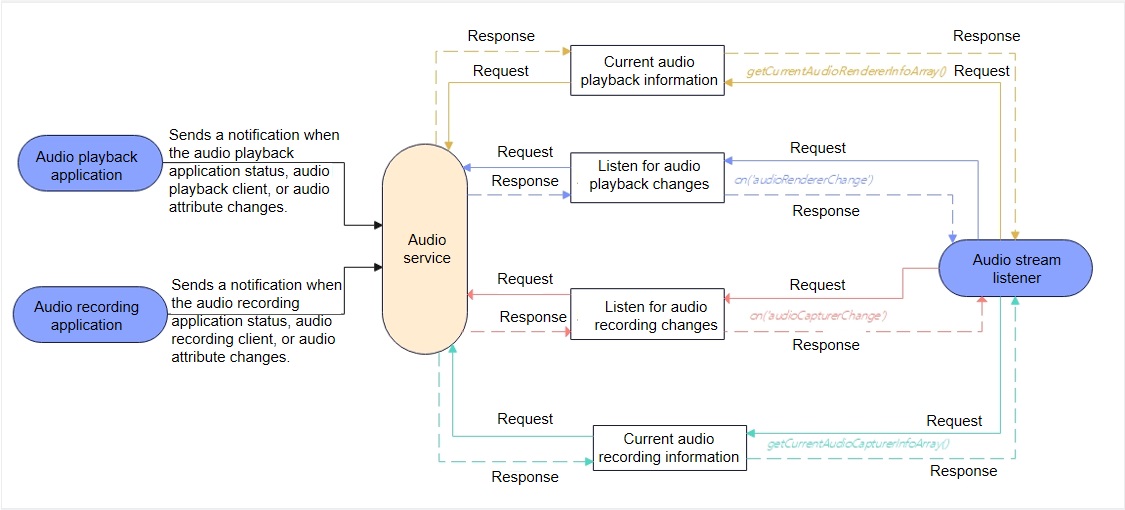 Response
Response
Current audio
playback information
Request
getCurrentAudioRendererInfoArray()
Request
Sends a notification when
the audio playback
application status, audio
playback client, or audio
attribute changes.
Audio playback
application
Request
Response
Listen for audio
playback changes
Request
on('audioRendererChange')
Response
Audio
service
Audio stream
listener
Sends a notification when
the audio recording
application status, audio
recording client, or audio
attribute changes.
Audio recording
application
Request
Response
Listen for audio
recording changes
Request
on('audioCapturerChange')
Response
Request
Request
Current audio
recording information
getCurrentAudioCapturerInfoArray()
Response
Response